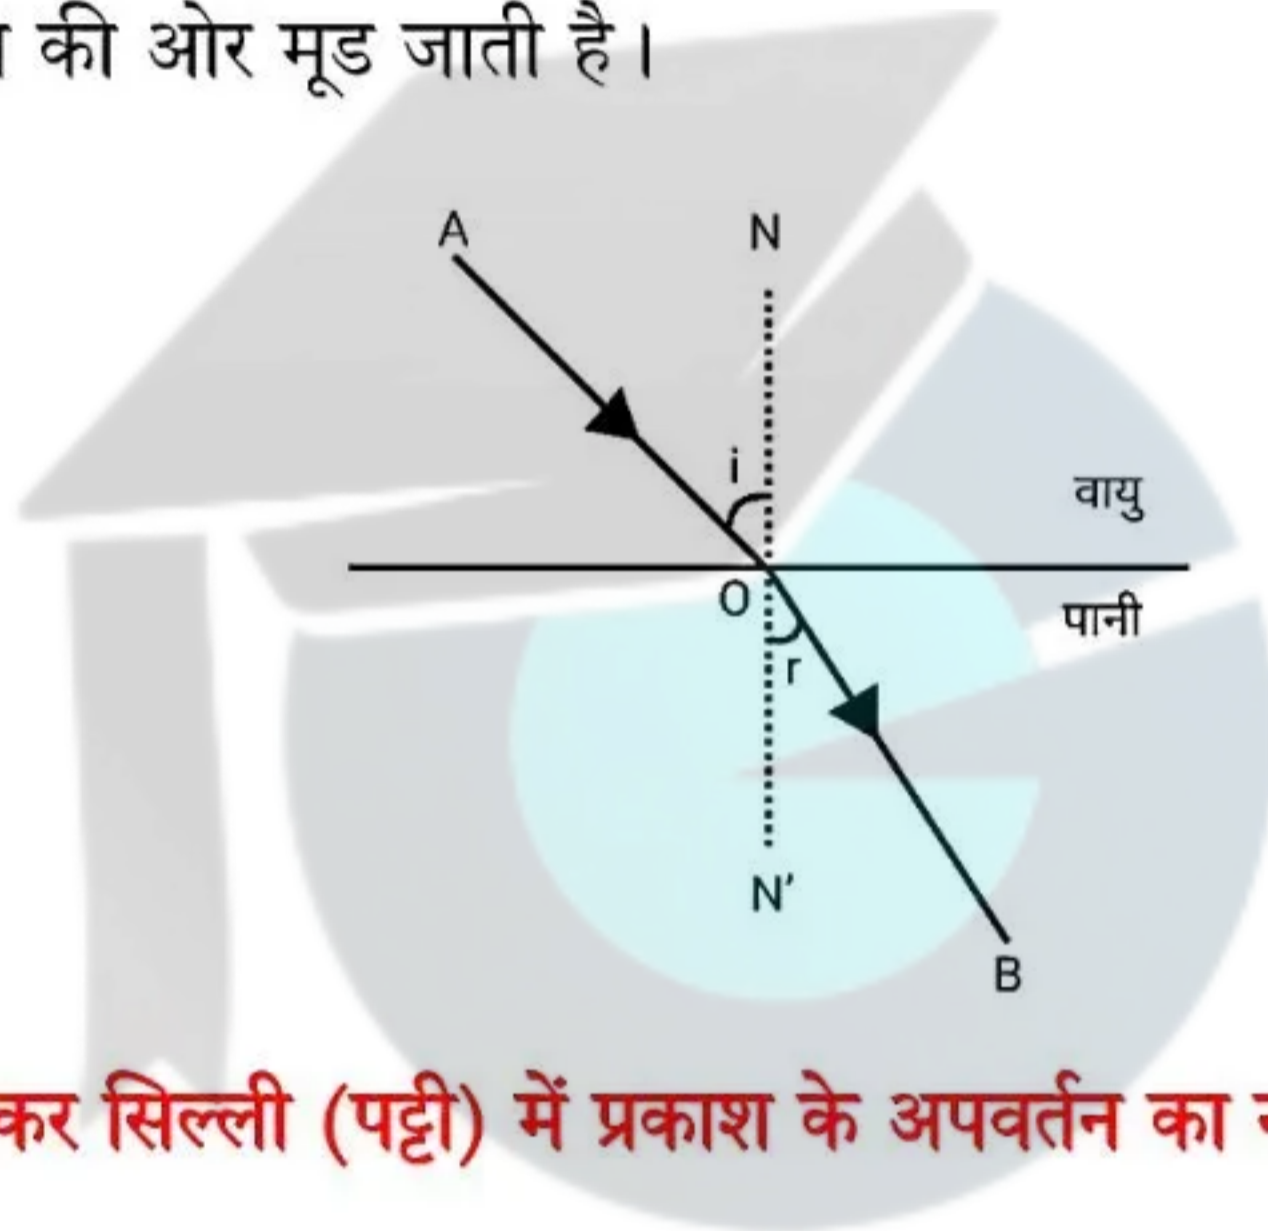 की ओर मूड जाती है।
A
N
i
वायु
O
पानी
r
N’
B
कर सिल्ली (पट्टी) में प्रकाश के अपवर्तन का